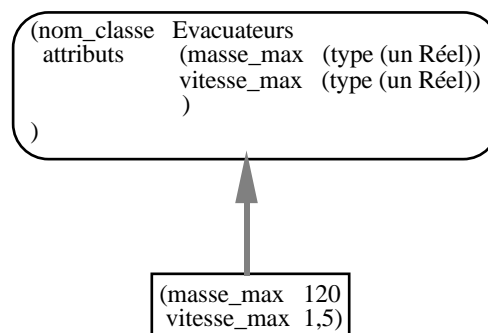 (nom_classe Evacuateurs
attributs (masse_max (type (un Réel))
vitesse_max (type (un Réel))
)
)
(masse_max 120
vitesse_max 1,5)